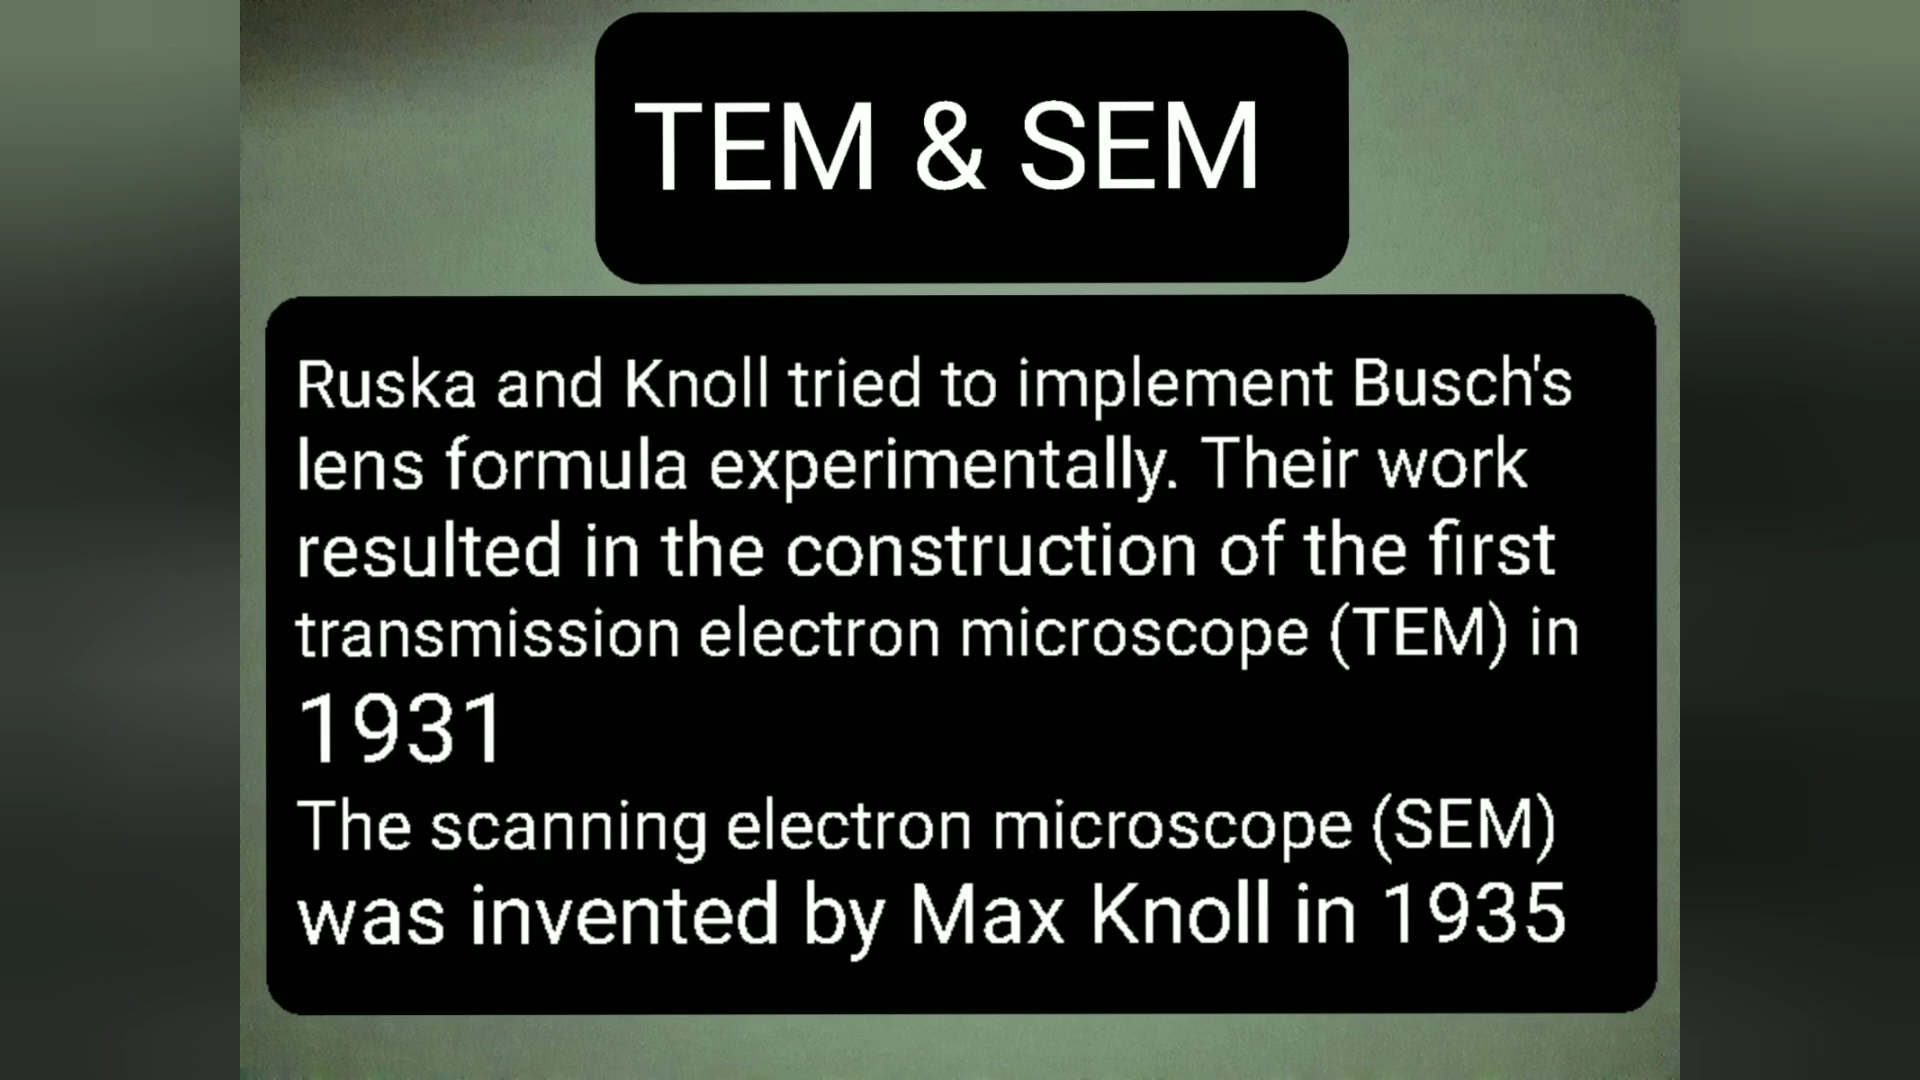 TEM & SEM
Ruska and Knoll tried to implement Busch's
lens formula experimentally. Their work
resulted in the construction of the first
transmission electron microscope (TEM) in
1931
The scanning electron microscope (SEM)
was invented by Max Knoll in 1935